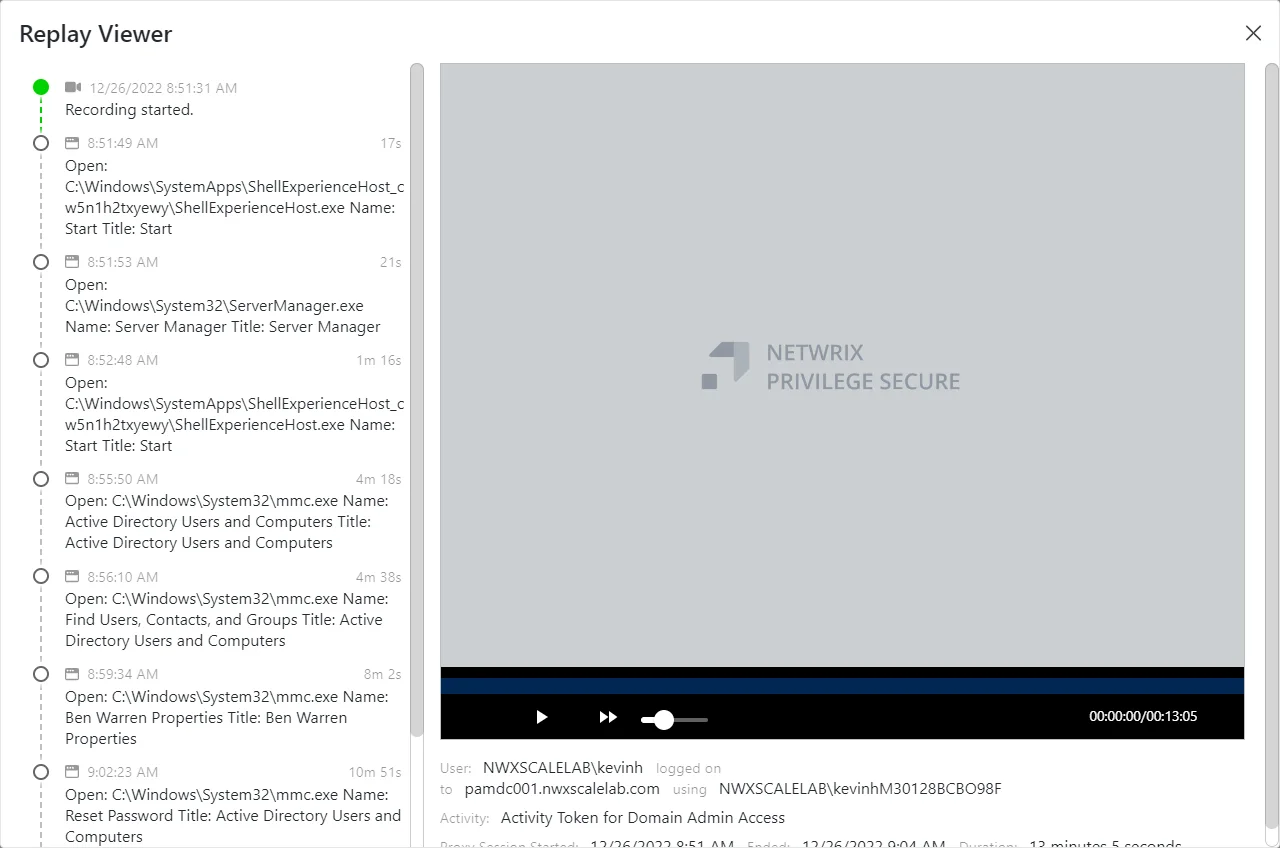 Replay Viewer
12/26/2022 8:51:31 AM
Recording started.
8:51:49 AM 17s
Open:
C:\Windows\SystemApps\ShellExperienceHost_c
w5n1h2txyewy\ShellExperienceHost.exe Name:
Start Title: Start
8:51:53 AM 21s
Open:
C:\Windows\System32\ServerManager.exe
Name: Server Manager Title: Server Manager
8:52:48 AM 1m 16s
Open:
C:\Windows\SystemApps\ShellExperienceHost_c
w5n1h2txyewy\ShellExperienceHost.exe Name:
Start Title: Start
8:55:50 AM 4m 18s
Open: C:\Windows\System32\mmc.exe Name:
Active Directory Users and Computers Title:
Active Directory Users and Computers
8:56:10 AM 4m 38s
Open: C:\Windows\System32\mmc.exe Name:
Find Users, Contacts, and Groups Title: Active
Directory Users and Computers
8:59:34 AM 8m 2s
Open: C:\Windows\System32\mmc.exe Name:
Ben Warren Properties Title: Ben Warren
Properties
9:02:23 AM 10m 51s
Open: C:\Windows\System32\mmc.exe Name:
Reset Password Title: Active Directory Users and
Computers
NETWRIX
PRIVILEGE SECURE
00:00:00/00:13:05
User: NWXSCALELAB\kevinh logged on
to pamdc001.nwxscalelab.com using NWXSCALELAB\kevinhM30128BCBO98F
Activity: Activity Token for Domain Admin Access
Proxy Session Started: 12/26/2022 8:51 AM Ended: 12/26/2022 9:04 AM Duration: 13 minutes 5 seconds